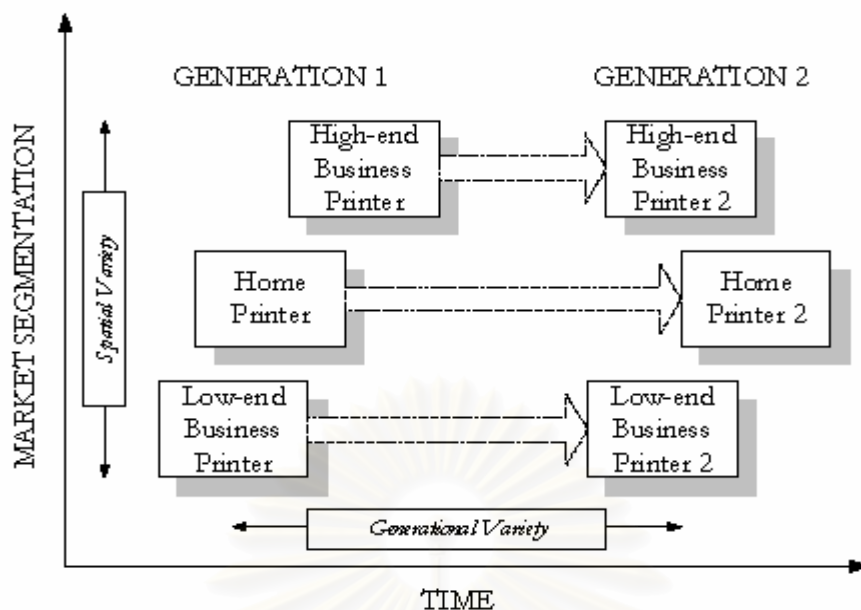 GENERATION 1
GENERATION 2
High-end
Business
Printer
High-end
Business
Printer 2
Home
Printer
Home
Printer 2
Low-end
Business
Printer
Low-end
Business
Printer 2
MARKET SEGMENTATION
Spatial Variety
Generational Variety
TIME